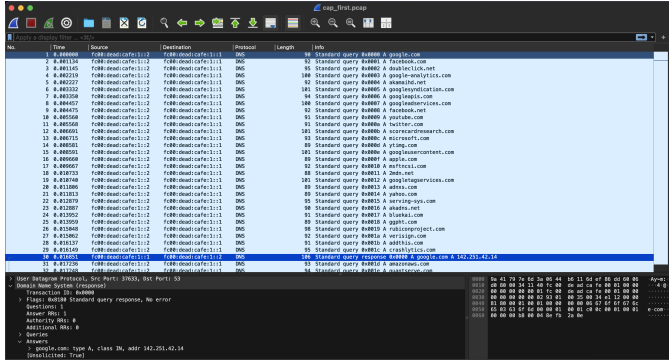 cap_first.pcap
Apply a display filter ... <⌘/>
No. Time Source Destination Protocol Length Info
1 0.000000 fc00:dead:cafe:1::2 fc00:dead:cafe:1::1 DNS 90 Standard query 0x0000 A google.com
2 0.001134 fc00:dead:cafe:1::2 fc00:dead:cafe:1::1 DNS 92 Standard query 0x0001 A facebook.com
3 0.001145 fc00:dead:cafe:1::2 fc00:dead:cafe:1::1 DNS 95 Standard query 0x0002 A doubleclick.net
4 0.002219 fc00:dead:cafe:1::2 fc00:dead:cafe:1::1 DNS 100 Standard query 0x0003 A google-analytics.com
5 0.002227 fc00:dead:cafe:1::2 fc00:dead:cafe:1::1 DNS 92 Standard query 0x0004 A akamaihd.net
6 0.003332 fc00:dead:cafe:1::2 fc00:dead:cafe:1::1 DNS 101 Standard query 0x0005 A googlesyndication.com
7 0.003350 fc00:dead:cafe:1::2 fc00:dead:cafe:1::1 DNS 94 Standard query 0x0006 A googleapis.com
8 0.004457 fc00:dead:cafe:1::2 fc00:dead:cafe:1::1 DNS 100 Standard query 0x0007 A googleadservices.com
9 0.004475 fc00:dead:cafe:1::2 fc00:dead:cafe:1::1 DNS 92 Standard query 0x0008 A facebook.net
10 0.005560 fc00:dead:cafe:1::2 fc00:dead:cafe:1::1 DNS 91 Standard query 0x0009 A youtube.com
11 0.005568 fc00:dead:cafe:1::2 fc00:dead:cafe:1::1 DNS 91 Standard query 0x000a A twitter.com
12 0.006691 fc00:dead:cafe:1::2 fc00:dead:cafe:1::1 DNS 101 Standard query 0x000b A scorecardresearch.com
13 0.006715 fc00:dead:cafe:1::2 fc00:dead:cafe:1::1 DNS 93 Standard query 0x000c A microsoft.com
14 0.008581 fc00:dead:cafe:1::2 fc00:dead:cafe:1::1 DNS 89 Standard query 0x000d A ytimg.com
15 0.008591 fc00:dead:cafe:1::2 fc00:dead:cafe:1::1 DNS 101 Standard query 0x000e A googleusercontent.com
16 0.009660 fc00:dead:cafe:1::2 fc00:dead:cafe:1::1 DNS 89 Standard query 0x000f A apple.com
17 0.009667 fc00:dead:cafe:1::2 fc00:dead:cafe:1::1 DNS 92 Standard query 0x0010 A msftncsi.com
18 0.010733 fc00:dead:cafe:1::2 fc00:dead:cafe:1::1 DNS 88 Standard query 0x0011 A 2mdn.net
19 0.010740 fc00:dead:cafe:1::2 fc00:dead:cafe:1::1 DNS 101 Standard query 0x0012 A googletagservices.com
20 0.011806 fc00:dead:cafe:1::2 fc00:dead:cafe:1::1 DNS 89 Standard query 0x0013 A adnxs.com
21 0.011813 fc00:dead:cafe:1::2 fc00:dead:cafe:1::1 DNS 89 Standard query 0x0014 A yahoo.com
22 0.012879 fc00:dead:cafe:1::2 fc00:dead:cafe:1::1 DNS 95 Standard query 0x0015 A serving-sys.com
23 0.012887 fc00:dead:cafe:1::2 fc00:dead:cafe:1::1 DNS 90 Standard query 0x0016 A akadns.net
24 0.013952 fc00:dead:cafe:1::2 fc00:dead:cafe:1::1 DNS 91 Standard query 0x0017 A bluekai.com
25 0.013959 fc00:dead:cafe:1::2 fc00:dead:cafe:1::1 DNS 89 Standard query 0x0018 A ggpht.com
26 0.015048 fc00:dead:cafe:1::2 fc00:dead:cafe:1::1 DNS 98 Standard query 0x0019 A rubiconproject.com
27 0.015062 fc00:dead:cafe:1::2 fc00:dead:cafe:1::1 DNS 92 Standard query 0x001a A verisign.com
28 0.016137 fc00:dead:cafe:1::2 fc00:dead:cafe:1::1 DNS 91 Standard query 0x001b A addthis.com
29 0.016149 fc00:dead:cafe:1::2 fc00:dead:cafe:1::1 DNS 95 Standard query 0x001c A crashlytics.com
30 0.016851 fc00:dead:cafe:1::1 fc00:dead:cafe:1::2 DNS 106 Standard query response 0x0000 A google.com A 142.251.42.14
31 0.017236 fc00:dead:cafe:1::2 fc00:dead:cafe:1::1 DNS 93 Standard query 0x001d A amazonaws.com
32 0.017248 fc00:dead:cafe:1::2 fc00:dead:cafe:1::1 DNS 94 Standard query 0x001e A quantserve.com
User Datagram Protocol, Src Port: 37633, Dst Port: 53
Domain Name System (response)
Transaction ID: 0x0000
Flags: 0x8180 Standard query response, No error
Questions: 1
Answer RRs: 1
Authority RRs: 0
Additional RRs: 0
Queries
Answers
google.com: type A, class IN, addr 142.251.42.14
[Unsolicited: True]